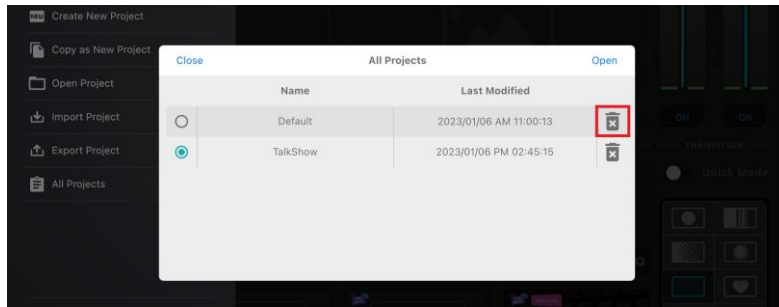 NEW Create New Project
Copy as New Project
Open Project
Import Project
Export Project
All Projects
Close All Projects Open
Name Last Modified
Default 2023/01/06 AM 11:00:13
TalkShow 2023/01/06 PM 02:45:15
ON ON
TRANSITION
Quick Mode